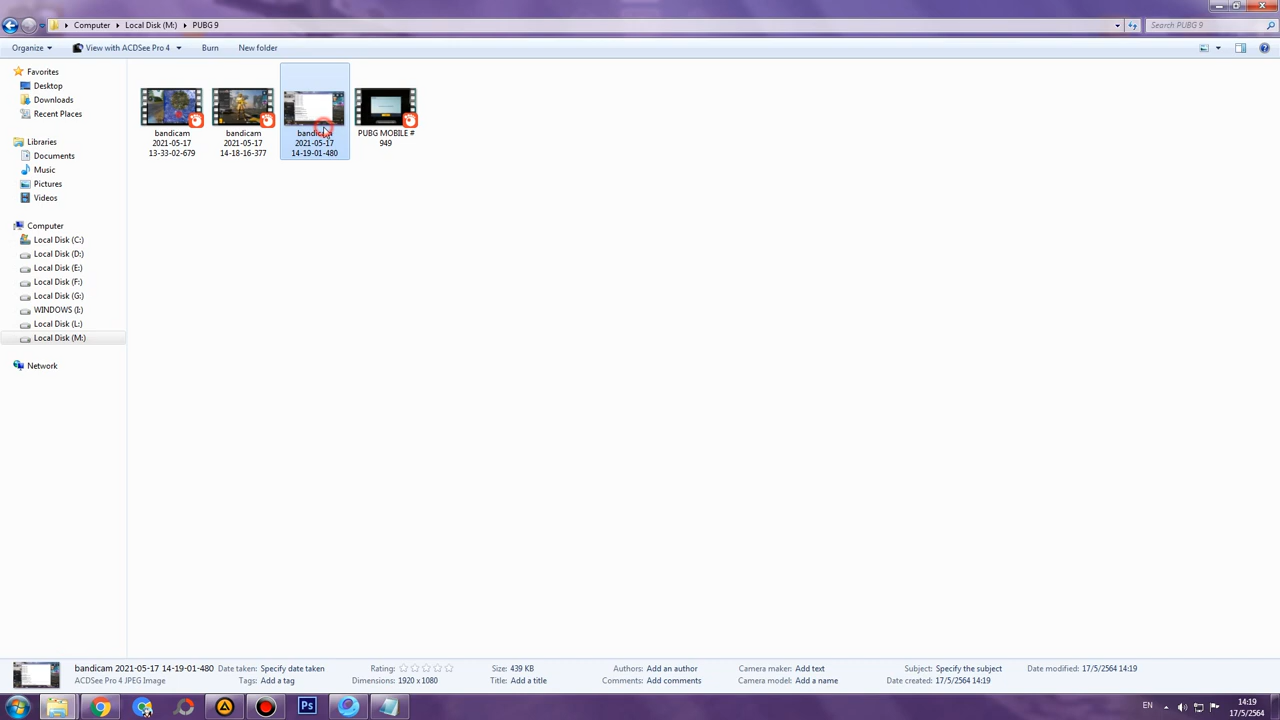 Computer ▸ Local Disk (M:) ▸ PUBG 9
Search PUBG 9
Organize ▾ View with ACDSee Pro 4 ▾ Burn New folder
Favorites
Desktop
Downloads
Recent Places
Libraries
Documents
Music
Pictures
Videos
Computer
Local Disk (C:)
Local Disk (D:)
Local Disk (E:)
Local Disk (F:)
Local Disk (G:)
WINDOWS (I:)
Local Disk (L:)
Local Disk (M:)
Network
bandicam
2021-05-17
13-33-02-679
bandicam
2021-05-17
14-18-16-377
bandicam
2021-05-17
14-19-01-480
PUBG MOBILE #
949
bandicam 2021-05-17 14-19-01-480 Date taken: Specify date taken Rating: Size: 439 KB Authors: Add an author Camera maker: Add text Subject: Specify the subject Date modified: 17/5/2564 14:19
ACDSee Pro 4 JPEG Image Tags: Add a tag Dimensions: 1920 x 1080 Title: Add a title Comments: Add comments Camera model: Add a name Date created: 17/5/2564 14:19
Ps
EN
14:19
17/5/2564